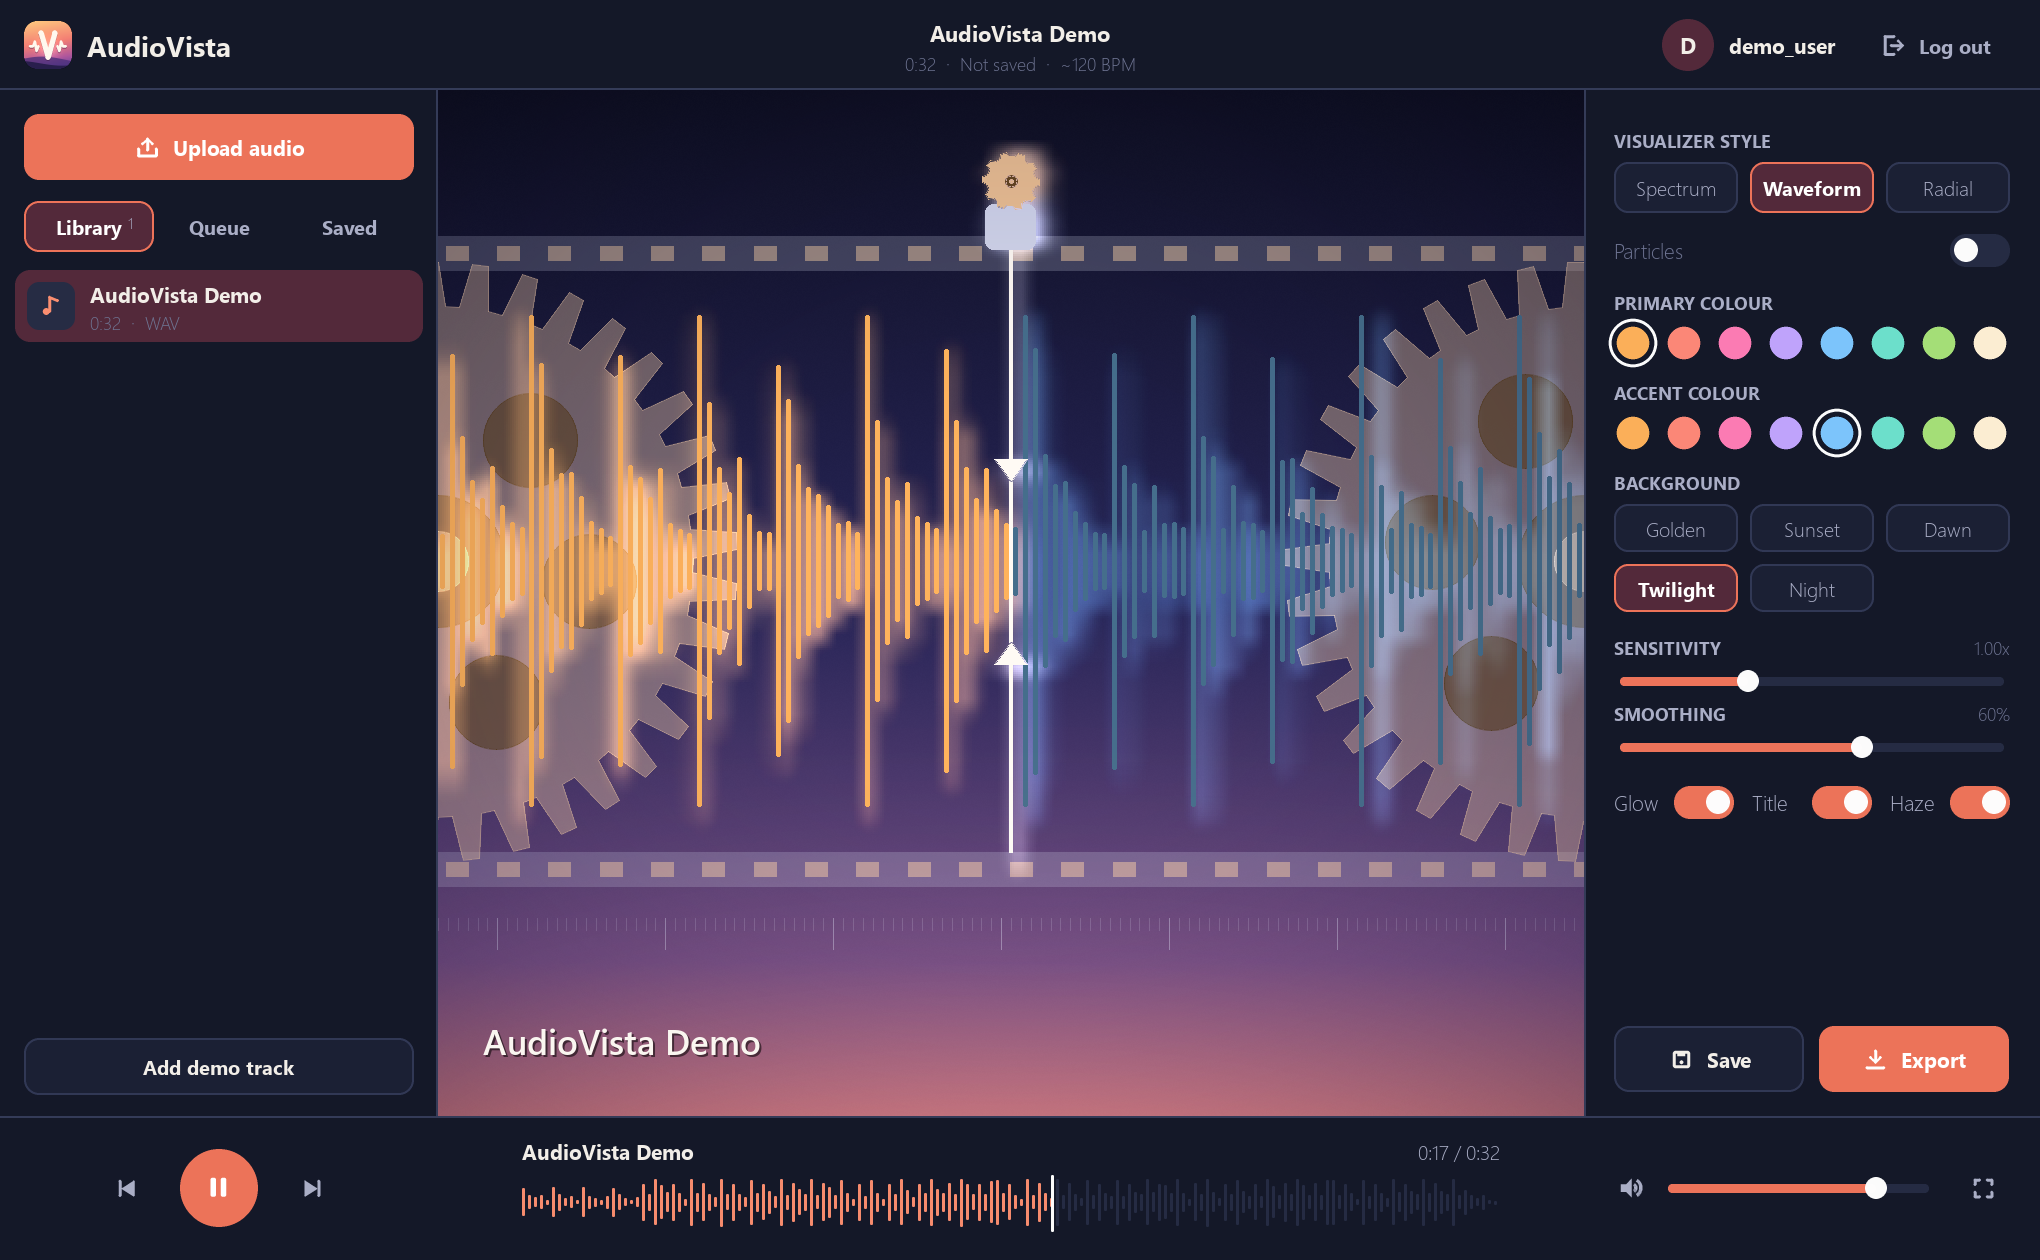 AudioVista
AudioVista Demo
0:32 · Not saved · ~120 BPM
D
demo_user
Log out
Upload audio
Library 1
Queue
Saved
AudioVista Demo
0:32 · WAV
Add demo track
AudioVista Demo
VISUALIZER STYLE
Spectrum
Waveform
Radial
Particles
PRIMARY COLOUR
ACCENT COLOUR
BACKGROUND
Golden
Sunset
Dawn
Twilight
Night
SENSITIVITY
1.00x
SMOOTHING
60%
Glow
Title
Haze
Save
Export
AudioVista Demo
0:17 / 0:32